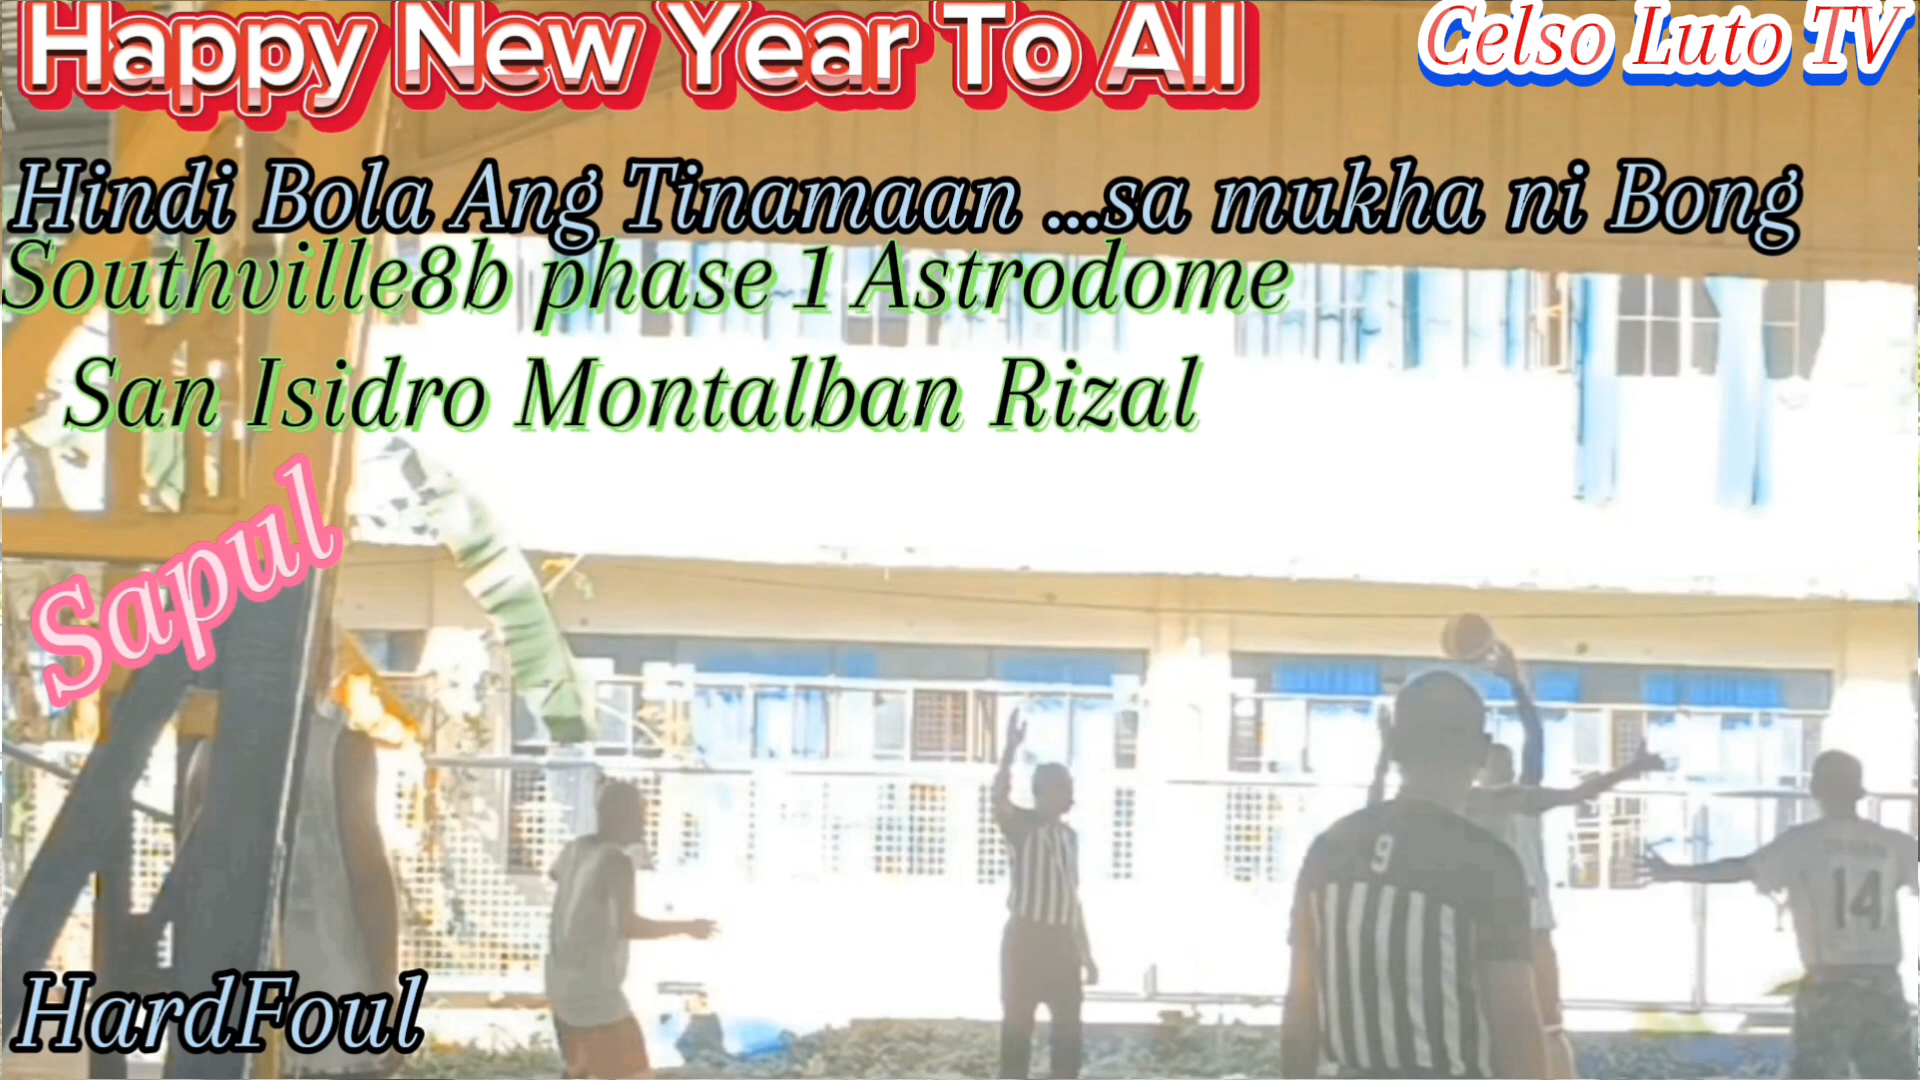 Happy New Year To All
Celso Luto TV
Hindi Bola Ang Tinamaan ...sa mukha ni Bong
Southville8b phase 1 Astrodome
San Isidro Montalban Rizal
Sapul
9
14
HardFoul